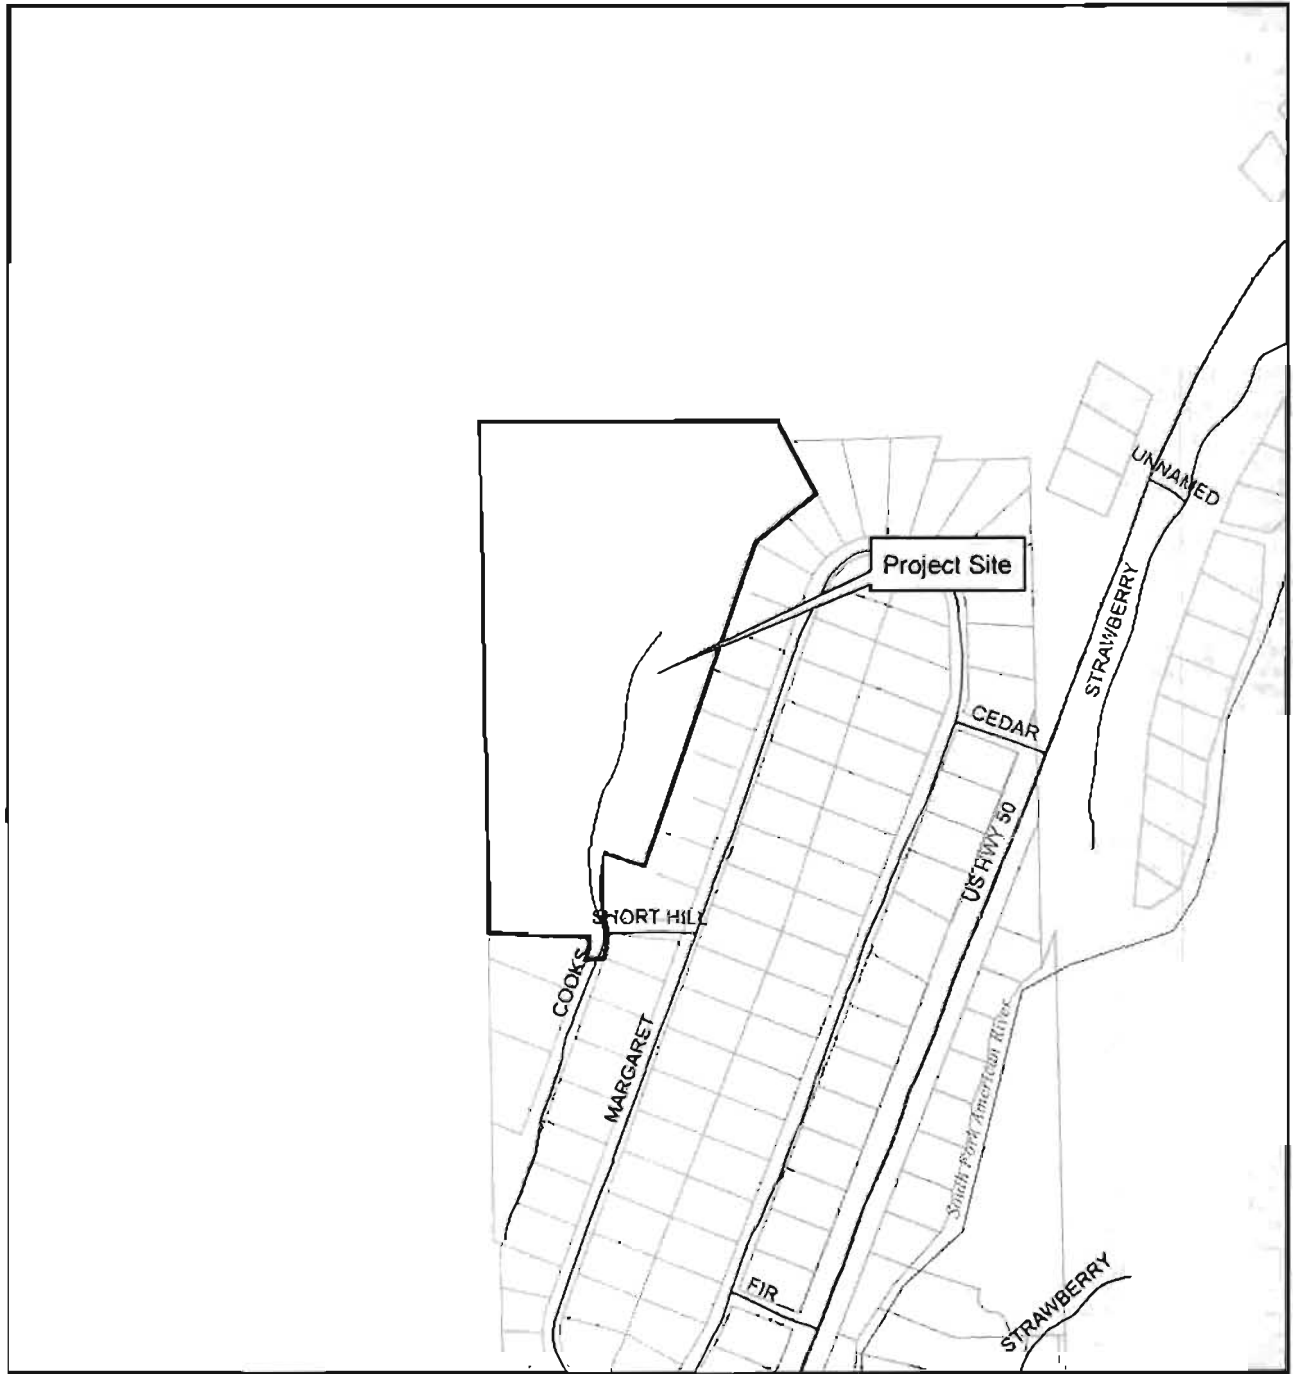 UNNAMED
Project Site
STRAWBERRY
CEDAR
US HWY 50
SHORT HILL
COOKS
MARGARET
South Fork American River
FIR
STRAWBERRY